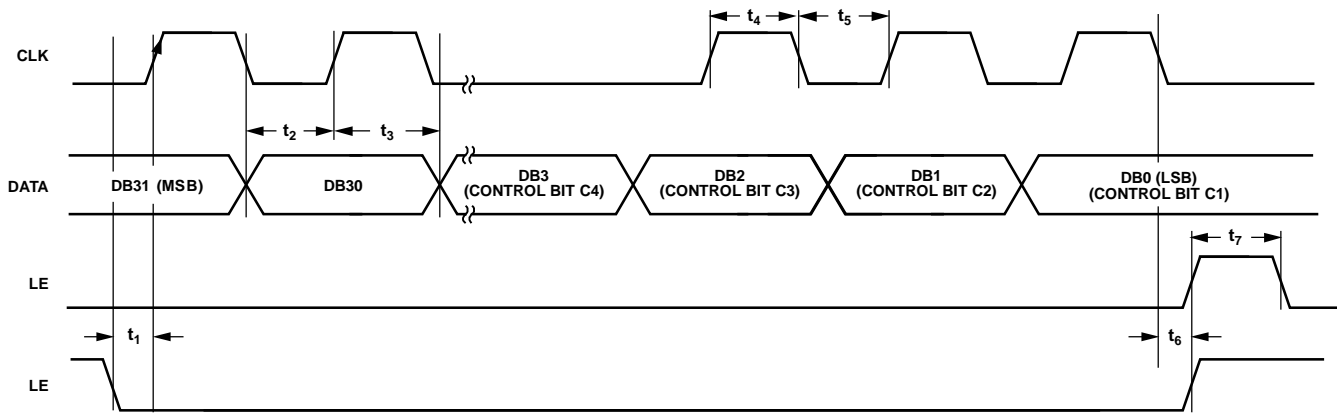 t4
t5
CLK
t2
t3
DATA
DB31 (MSB)
DB30
DB3
(CONTROL BIT C4)
DB2
(CONTROL BIT C3)
DB1
(CONTROL BIT C2)
DB0 (LSB)
(CONTROL BIT C1)
t7
LE
t1
t6
LE